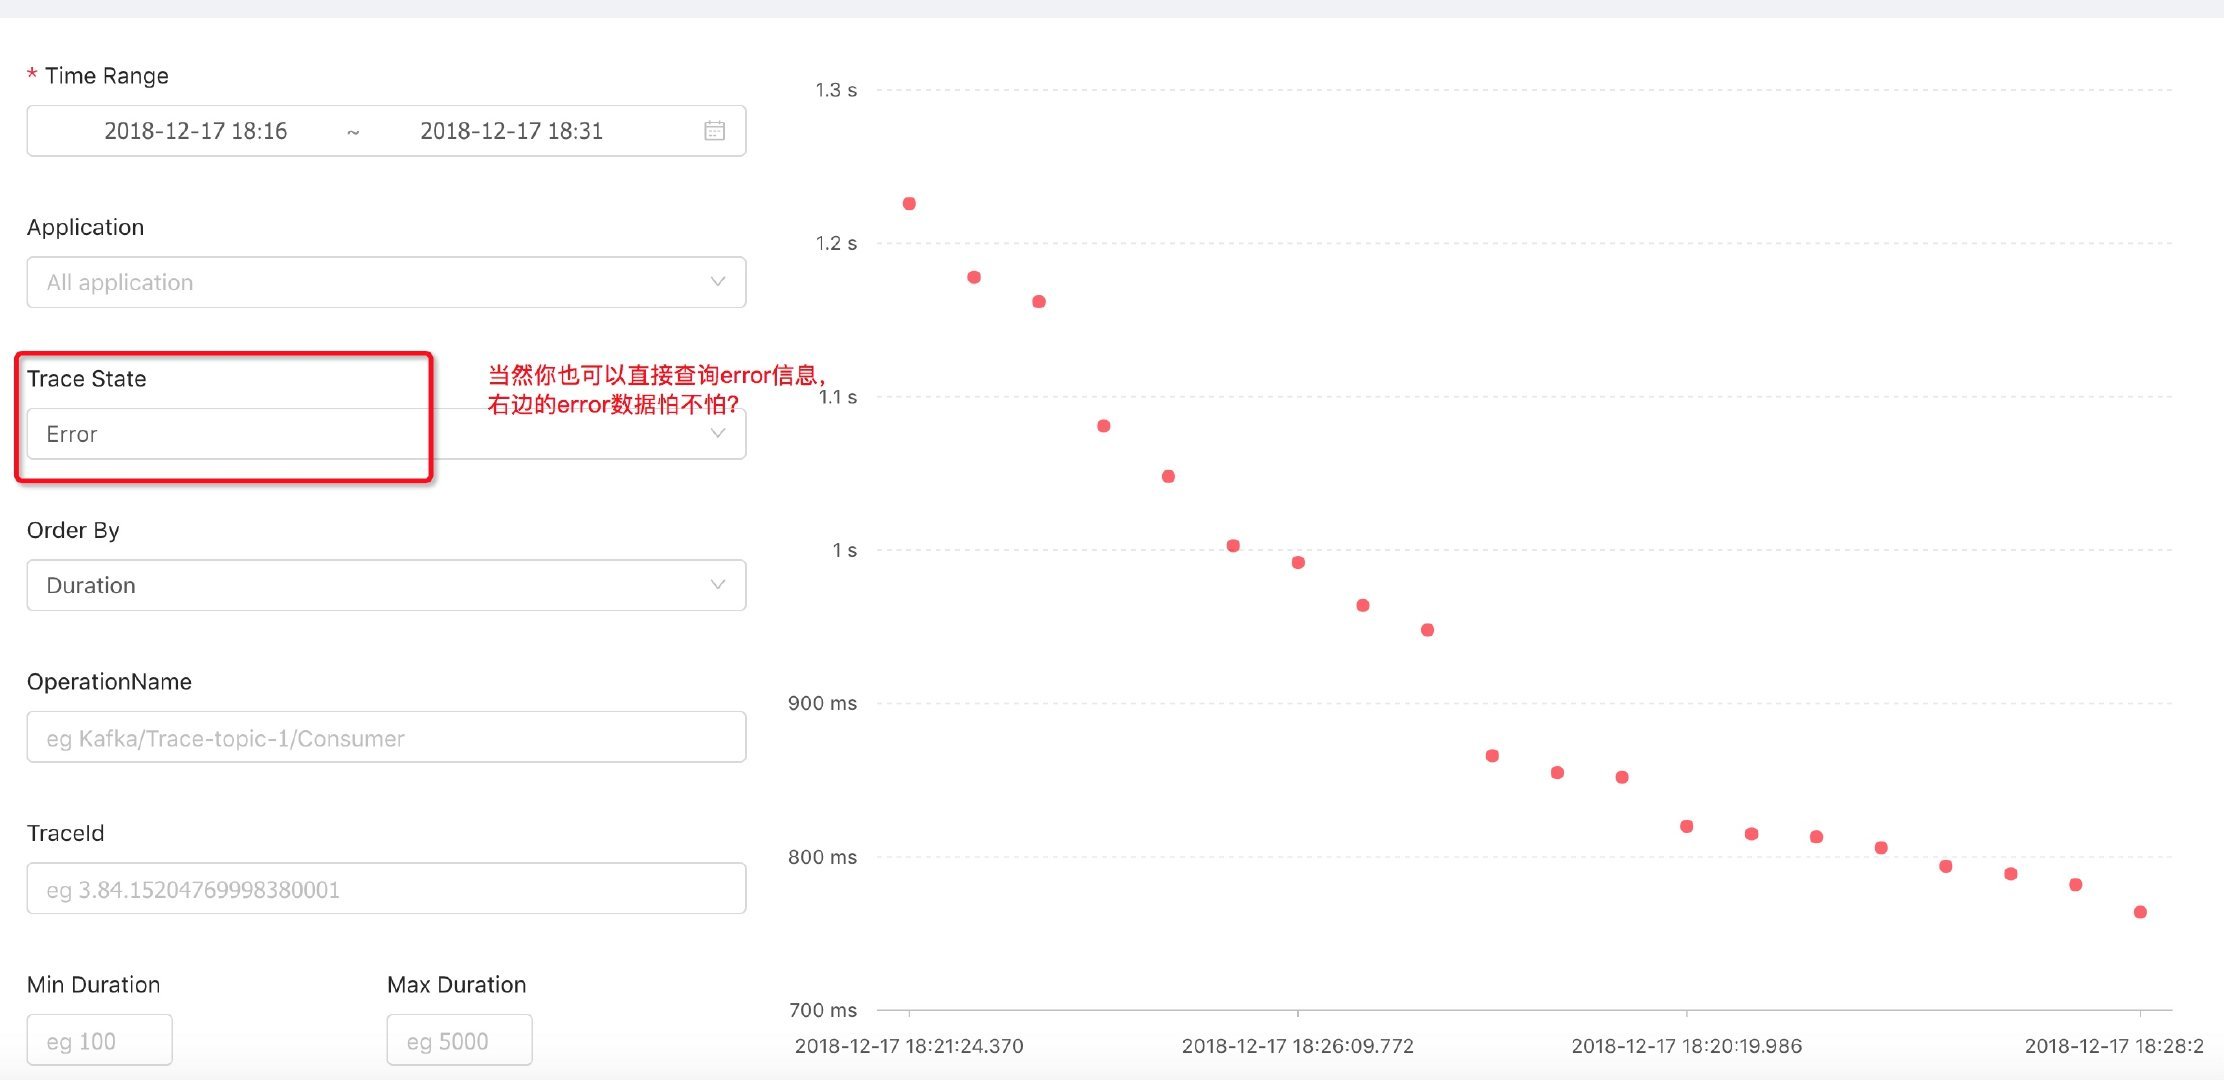 * Time Range
2018-12-17 18:16 ~ 2018-12-17 18:31
Application
All application
Trace State
Error
当然你也可以直接查询error信息,
右边的error数据怕不怕?
Order By
Duration
OperationName
eg Kafka/Trace-topic-1/Consumer
TraceId
eg 3.84.15204769998380001
Min Duration
Max Duration
eg 100
eg 5000
1.3 s
1.2 s
1.1 s
1 s
900 ms
800 ms
700 ms
2018-12-17 18:21:24.370
2018-12-17 18:26:09.772
2018-12-17 18:20:19.986
2018-12-17 18:28:2